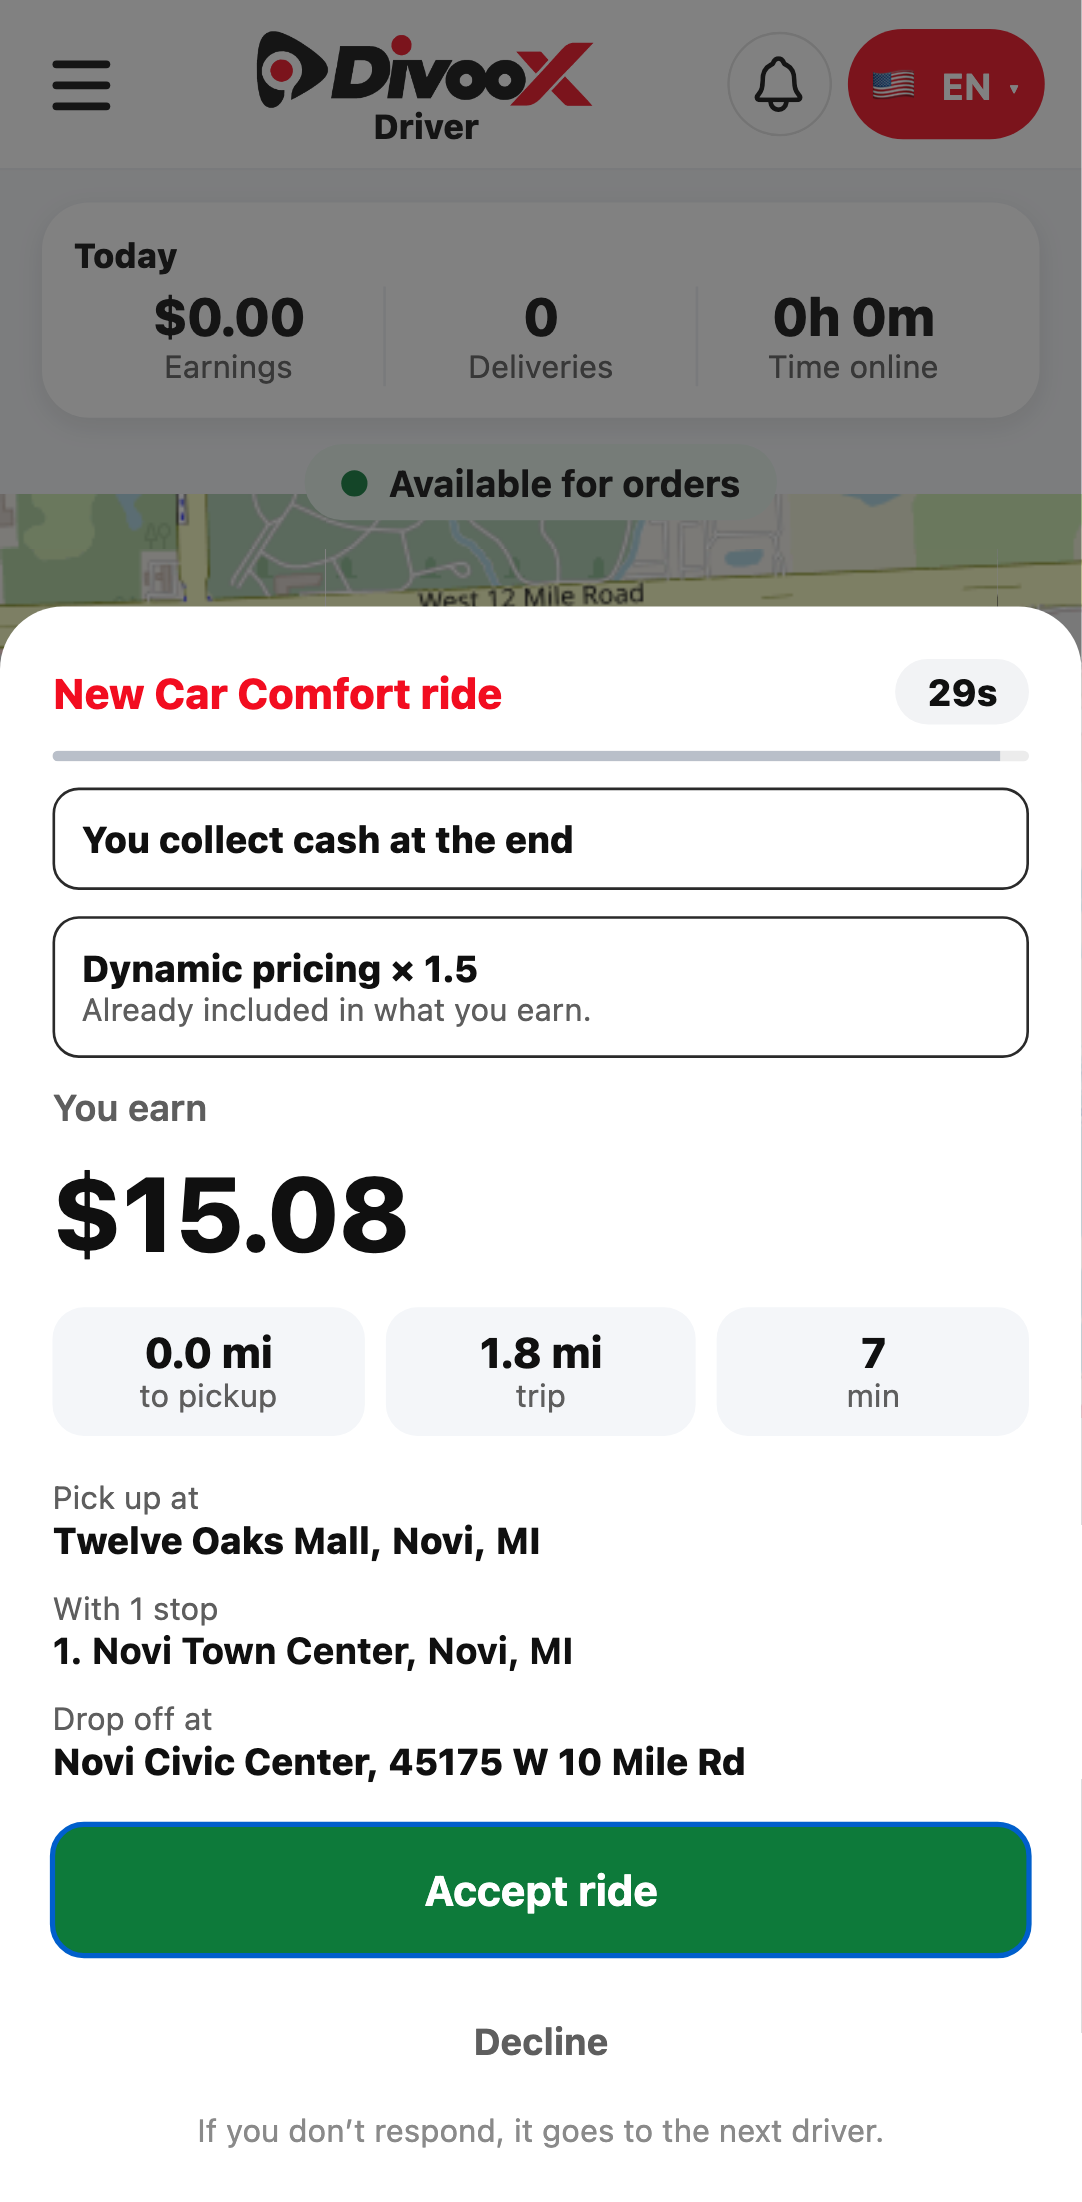 DivooX
Driver
EN
Today
$0.00
Earnings
0
Deliveries
0h 0m
Time online
Available for orders
West 12 Mile Road
New Car Comfort ride
29s
You collect cash at the end
Dynamic pricing × 1.5
Already included in what you earn.
You earn
$15.08
0.0 mi
to pickup
1.8 mi
trip
7
min
Pick up at
Twelve Oaks Mall, Novi, MI
With 1 stop
1. Novi Town Center, Novi, MI
Drop off at
Novi Civic Center, 45175 W 10 Mile Rd
Accept ride
Decline
If you don’t respond, it goes to the next driver.